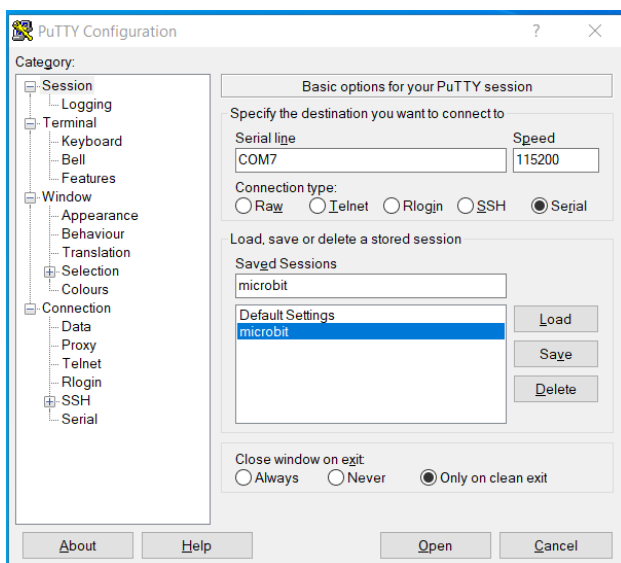 PuTTY Configuration
?
Category:
Session
Logging
Terminal
Keyboard
Bell
Features
Window
Appearance
Behaviour
Translation
Selection
Colours
Connection
Data
Proxy
Telnet
Rlogin
SSH
Serial
Basic options for your PuTTY session
Specify the destination you want to connect to
Serial line Speed
COM7 115200
Connection type:
Raw Telnet Rlogin SSH Serial
Load, save or delete a stored session
Saved Sessions
microbit
Default Settings
microbit
Load
Save
Delete
Close window on exit:
Always Never Only on clean exit
About Help Open Cancel